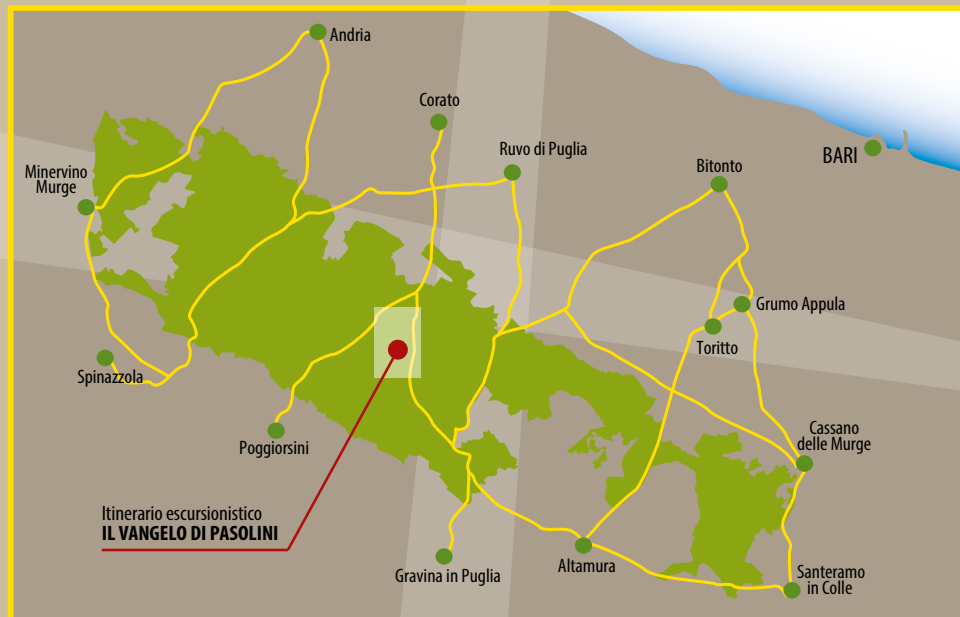 Andria
Corato
Ruvo di Puglia
BARI
Bitonto
Minervino
Murge
Grumo Appula
Toritto
Spinazzola
Poggiorsini
Cassano
delle Murge
Itinerario escursionistico
IL VANGELO DI PASOLINI
Gravina in Puglia
Altamura
Santeramo
in Colle